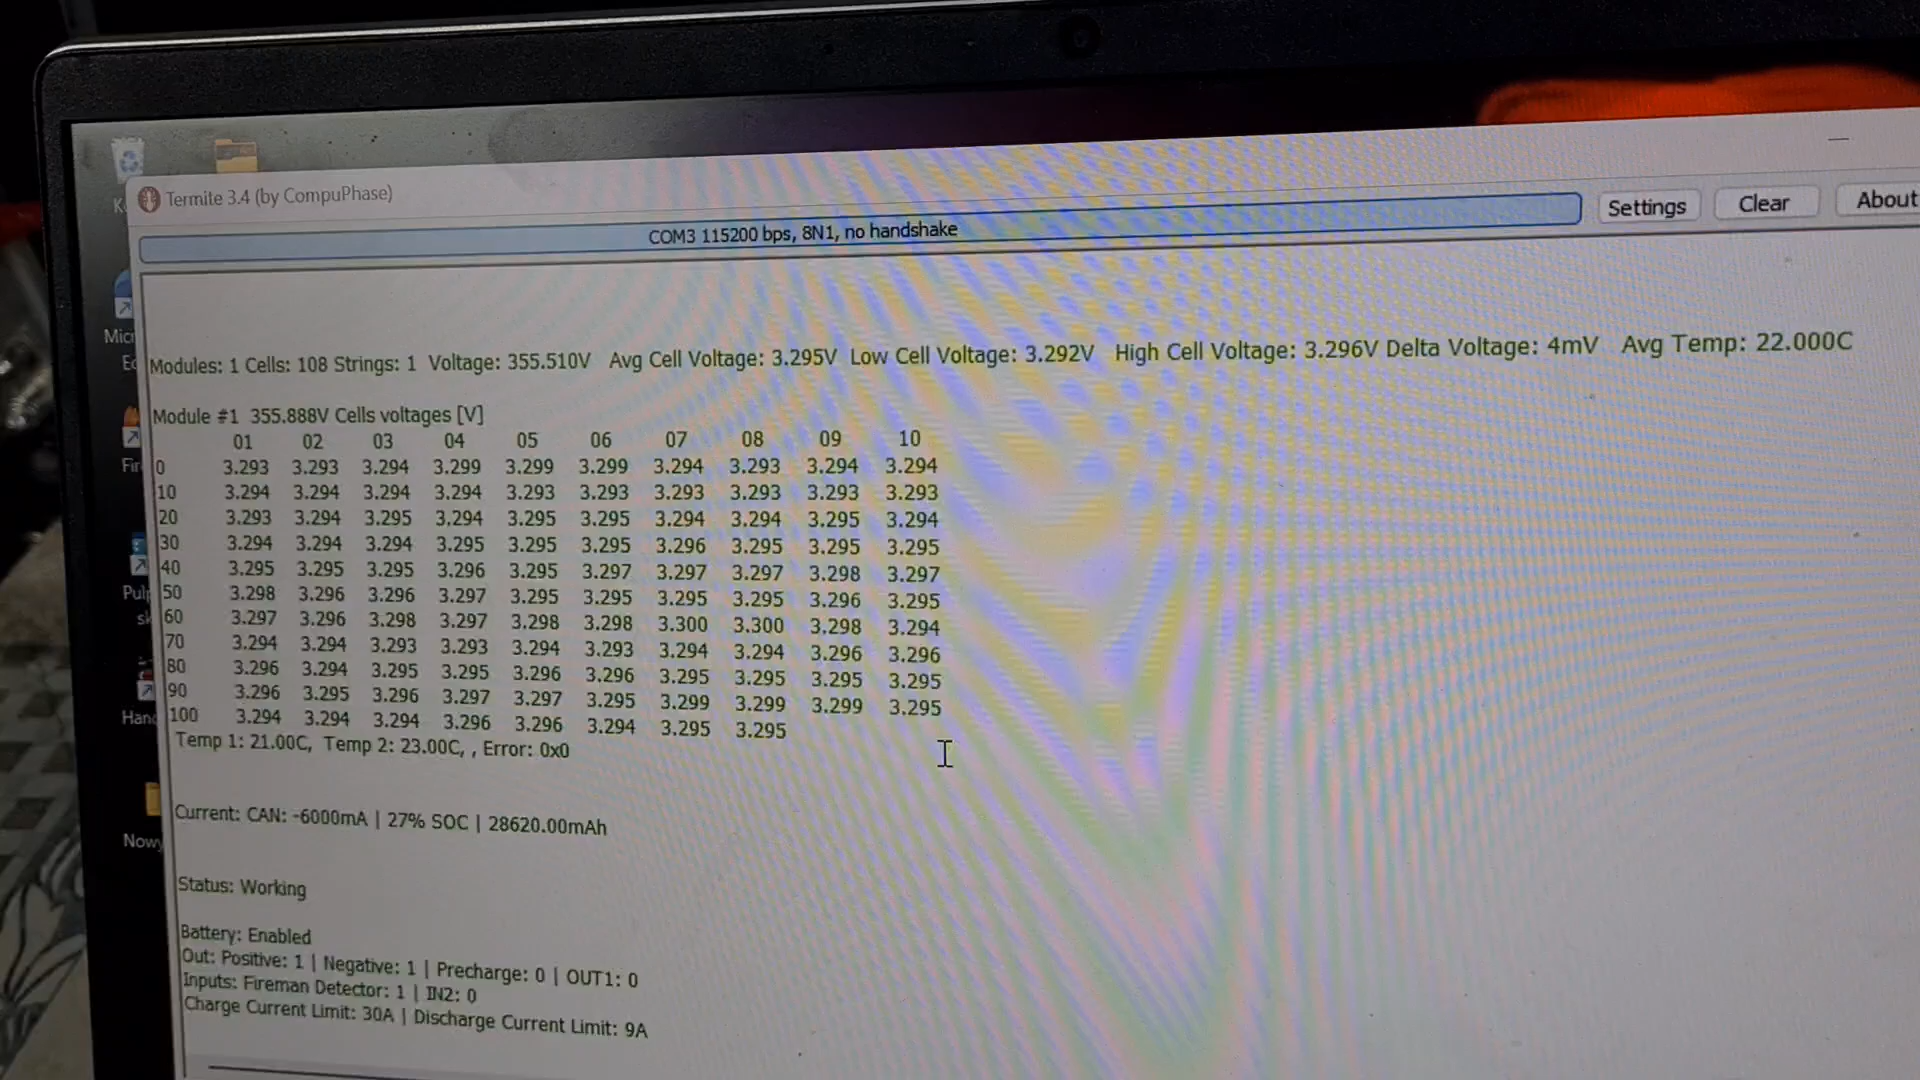 Termite 3.4 (by CompuPhase)
COM3 115200 bps, 8N1, no handshake
Settings
Clear
About
Modules: 1 Cells: 108 Strings: 1 Voltage: 355.510V Avg Cell Voltage: 3.295V Low Cell Voltage: 3.292V High Cell Voltage: 3.296V Delta Voltage: 4mV Avg Temp: 22.000C
Module #1 355.888V Cells voltages [V]
01 02 03 04 05 06 07 08 09 10
0 3.293 3.293 3.294 3.299 3.299 3.299 3.294 3.293 3.294 3.294
10 3.294 3.294 3.294 3.294 3.293 3.293 3.293 3.293 3.293 3.293
20 3.293 3.294 3.295 3.294 3.295 3.295 3.294 3.294 3.295 3.294
30 3.294 3.294 3.294 3.295 3.295 3.295 3.296 3.295 3.295 3.295
40 3.295 3.295 3.295 3.296 3.295 3.297 3.297 3.297 3.298 3.297
50 3.298 3.296 3.296 3.297 3.295 3.295 3.295 3.295 3.296 3.295
60 3.297 3.296 3.298 3.297 3.298 3.298 3.300 3.300 3.298 3.294
70 3.294 3.294 3.293 3.293 3.294 3.293 3.294 3.294 3.296 3.296
80 3.296 3.294 3.295 3.295 3.296 3.296 3.295 3.295 3.295 3.295
90 3.296 3.295 3.296 3.297 3.297 3.295 3.299 3.299 3.299 3.295
100 3.294 3.294 3.294 3.296 3.296 3.294 3.295 3.295
Temp 1: 21.00C, Temp 2: 23.00C, , Error: 0x0
Current: CAN: -6000mA | 27% SOC | 28620.00mAh
Status: Working
Battery: Enabled
Out: Positive: 1 | Negative: 1 | Precharge: 0 | OUT1: 0
Inputs: Fireman Detector: 1 | IN2: 0
Charge Current Limit: 30A | Discharge Current Limit: 9A